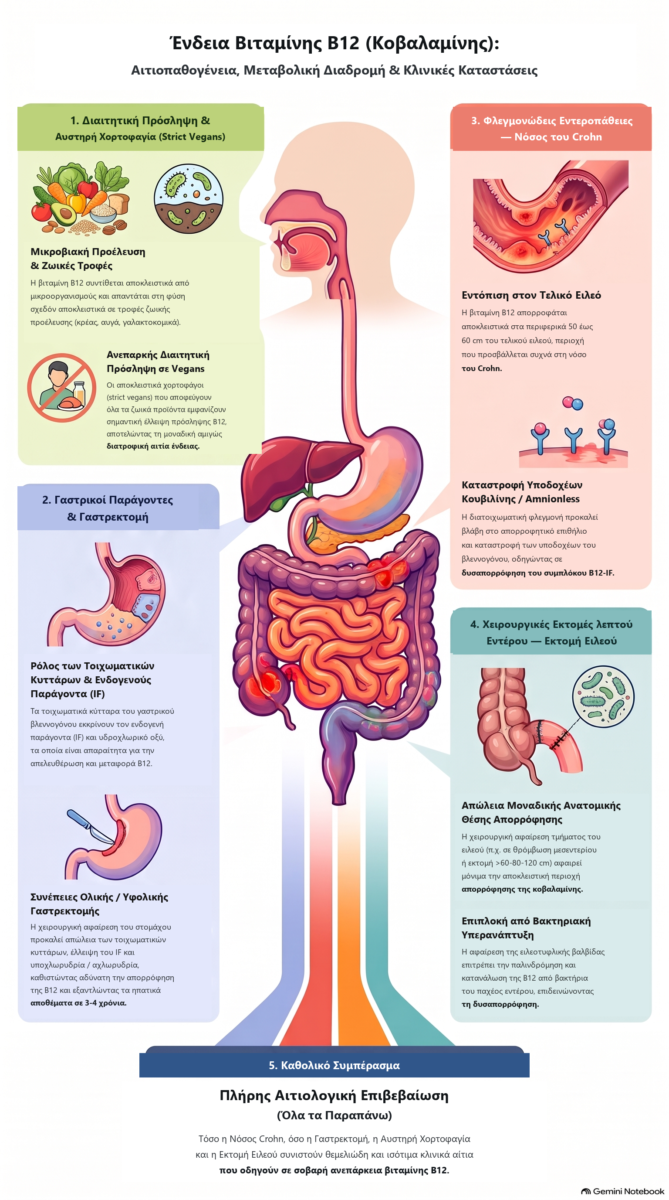 Ένδεια Βιταμίνης B12 (Κοβαλαμίνης):
Αιτιοπαθογένεια, Μεταβολική Διαδρομή & Κλινικές Καταστάσεις
1. Διαιτητική Πρόσληψη &
Αυστηρή Χορτοφαγία (Strict Vegans)
Μικροβιακή Προέλευση
& Ζωικές Τροφές
Η βιταμίνη B12 συντίθεται αποκλειστικά από
μικροοργανισμούς και απαντάται στη φύση
σχεδόν αποκλειστικά σε τροφές ζωικής
προέλευσης (κρέας, αυγά, γαλακτοκομικά).
Ανεπαρκής Διαιτητική
Πρόσληψη σε Vegans
Οι αποκλειστικά χορτοφάγοι
(strict vegans) που αποφεύγουν
όλα τα ζωικά προϊόντα εμφανίζουν
σημαντική έλλειψη πρόσληψης B12,
αποτελώντας τη μοναδική αμιγώς
διατροφική αιτία ένδειας.
2. Γαστρικοί Παράγοντες
& Γαστρεκτομή
Ρόλος των Τοιχωματικών
Κυττάρων & Ενδογενούς
Παράγοντα (IF)
Τα τοιχωματικά κύτταρα του γαστρικού
βλεννογόνου εκκρίνουν τον ενδογενή
παράγοντα (IF) και υδροχλωρικό οξύ,
τα οποία είναι απαραίτητα για την
απελευθέρωση και μεταφορά B12.
Συνέπειες Ολικής / Υφολικής
Γαστρεκτομής
Η χειρουργική αφαίρεση του στομάχου
προκαλεί απώλεια των τοιχωματικών
κυττάρων, έλλειψη του IF και
υποχλωρυδρία / αχλωρυδρία,
καθιστώντας αδύνατη την απορρόφηση
της B12 και εξαντλώντας τα ηπατικά
αποθέματα σε 3-4 χρόνια.
3. Φλεγμονώδεις Εντεροπάθειες
— Νόσος του Crohn
Εντόπιση στον Τελικό Ειλεό
Η βιταμίνη B12 απορροφάται
αποκλειστικά στα περιφερικά 50 έως
60 cm του τελικού ειλεού, περιοχή
που προσβάλλεται συχνά στη νόσο
του Crohn.
Καταστροφή Υποδοχέων
Κουβιλίνης / Amnionless
Η διατοιχωματική φλεγμονή προκαλεί
βλάβη στο απορροφητικό επιθήλιο
και καταστροφή των υποδοχέων του
βλεννογόνου, οδηγώντας σε
δυσαπορρόφηση του συμπλόκου B12-IF.
4. Χειρουργικές Εκτομές λεπτού
Εντέρου — Εκτομή Ειλεού
Απώλεια Μοναδικής Ανατομικής
Θέσης Απορρόφησης
Η χειρουργική αφαίρεση τμήματος του
ειλεού (π.χ. σε θρόμβωση μεσεντερίου
ή εκτομή >60-80-120 cm) αφαιρεί
μόνιμα την αποκλειστική περιοχή
απορρόφησης της κοβαλαμίνης.
Επιπλοκή από Βακτηριακή
Υπερανάπτυξη
Η αφαίρεση της ειλεοτυφλικής βαλβίδας
επιτρέπει την παλινδρόμηση και
κατανάλωση της B12 από βακτήρια
του παχέος εντέρου, επιδεινώνοντας
τη δυσαπορρόφηση.
5. Καθολικό Συμπέρασμα
Πλήρης Αιτιολογική Επιβεβαίωση
(Όλα τα Παραπάνω)
Τόσο η Νόσος Crohn, όσο η Γαστρεκτομή, η Αυστηρή Χορτοφαγία
και η Εκτομή Ειλεού συνιστούν θεμελιώδη και ισότιμα κλινικά αίτια
που οδηγούν σε σοβαρή ανεπάρκεια βιταμίνης B12.
Gemini Notebook